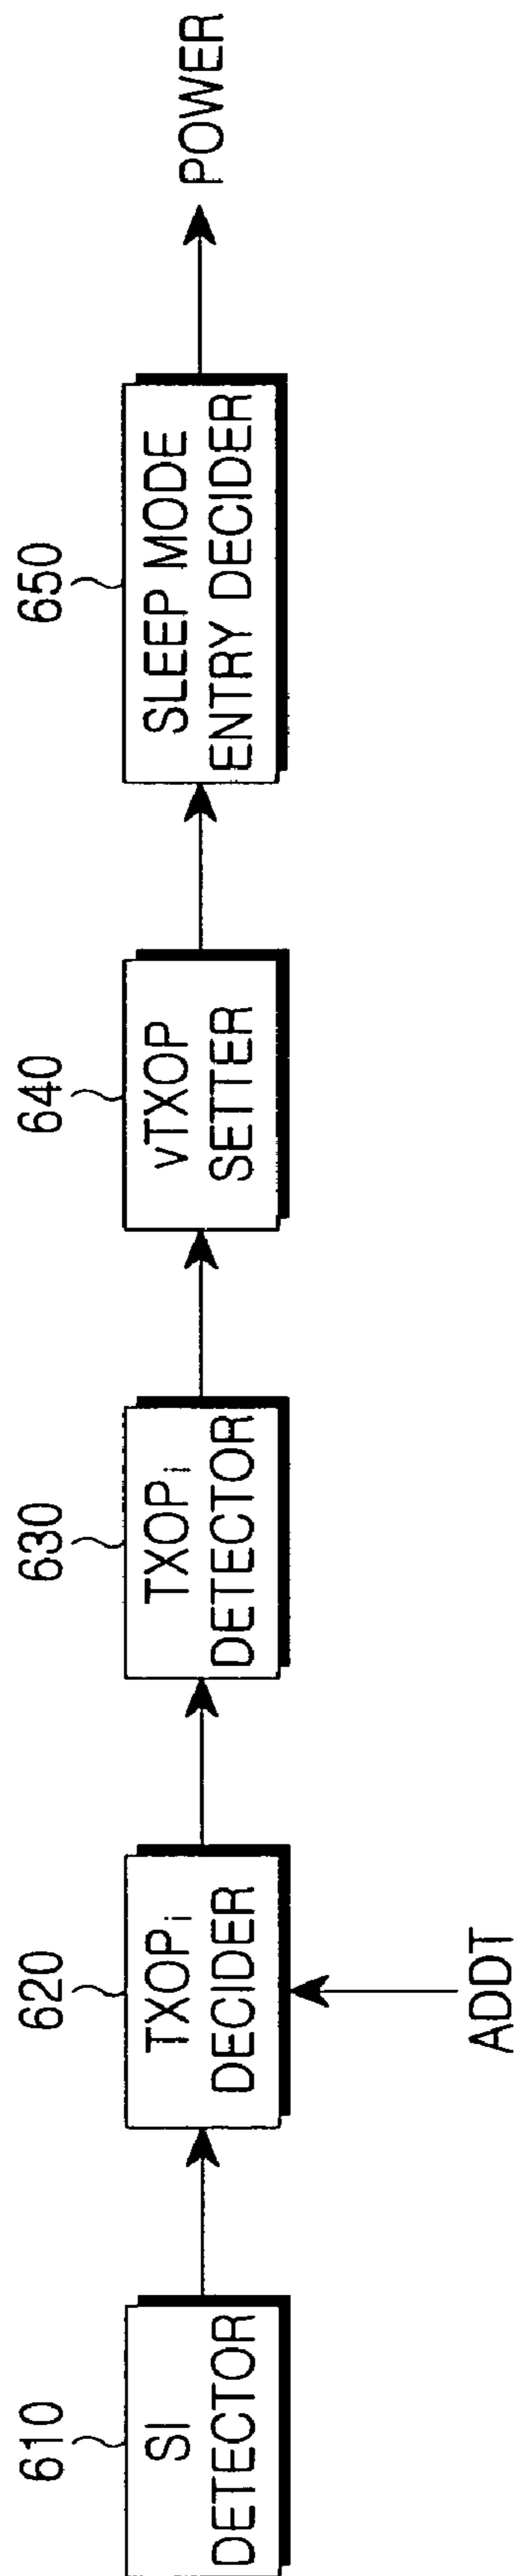 610
SI
DETECTOR
620
TXOPi
DECIDER
ADDT
630
TXOPi
DETECTOR
640
vTXOP
SETTER
650
SLEEP MODE
ENTRY DECIDER
POWER